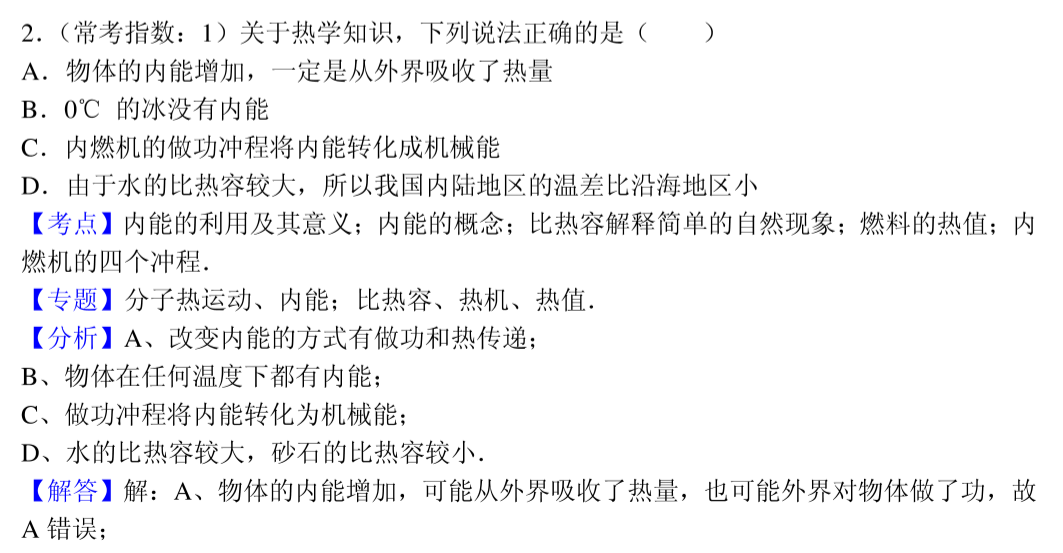 2.（常考指数：1）关于热学知识，下列说法正确的是（　　）
A．物体的内能增加，一定是从外界吸收了热量
B．0℃ 的冰没有内能
C．内燃机的做功冲程将内能转化成机械能
D．由于水的比热容较大，所以我国内陆地区的温差比沿海地区小
【考点】内能的利用及其意义；内能的概念；比热容解释简单的自然现象；燃料的热值；内
燃机的四个冲程．
【专题】分子热运动、内能；比热容、热机、热值．
【分析】A、改变内能的方式有做功和热传递；
B、物体在任何温度下都有内能；
C、做功冲程将内能转化为机械能；
D、水的比热容较大，砂石的比热容较小．
【解答】解：A、物体的内能增加，可能从外界吸收了热量，也可能外界对物体做了功，故
A 错误；